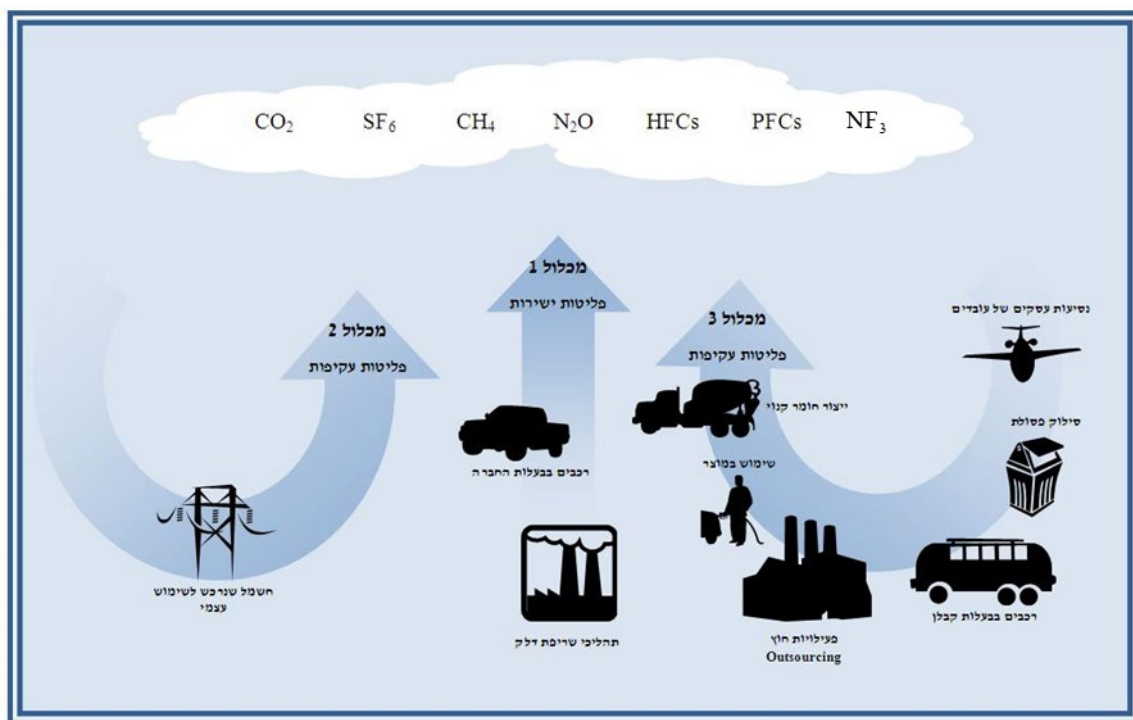 CO₂ SF₆ CH₄ N₂O HFCs PFCs NF₃
מכלול 1
פליטות ישירות
מכלול 2
פליטות עקיפות
מכלול 3
פליטות עקיפות
נסיעות עסקים של עובדים
ייצור חומר קנוי
סילוק פסולת
רכבים בבעלות החברה
שימוש במוצר
חשמל שנרכש לשימוש
עצמי
תהליכי שריפת דלק
פעילויות חוץ
Outsourcing
רכבים בבעלות קבלן